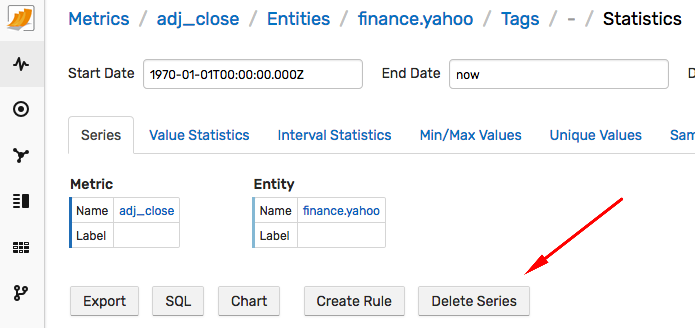 Metrics / adj_close / Entities / finance.yahoo / Tags / - / Statistics
Start Date 1970-01-01T00:00:00.000Z End Date now D
Series Value Statistics Interval Statistics Min/Max Values Unique Values Sam
Metric Entity
Name adj_close Name finance.yahoo
Label Label
Export SQL Chart Create Rule Delete Series